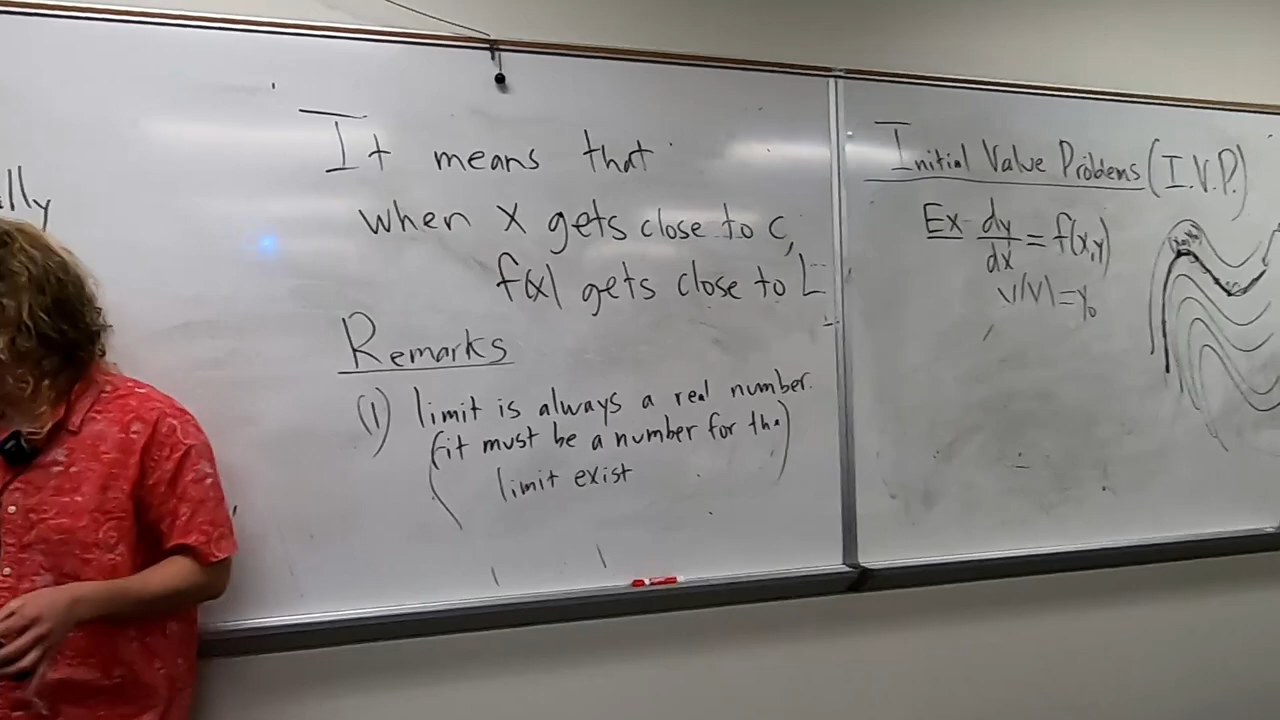 lly
It means that
when x gets close to c,
f(x) gets close to L
Remarks
(1) limit is always a real number.
(it must be a number for the
limit exist)
Initial Value Problems (I.V.P.)
Ex dy/dx = f(x,y)
= y₀